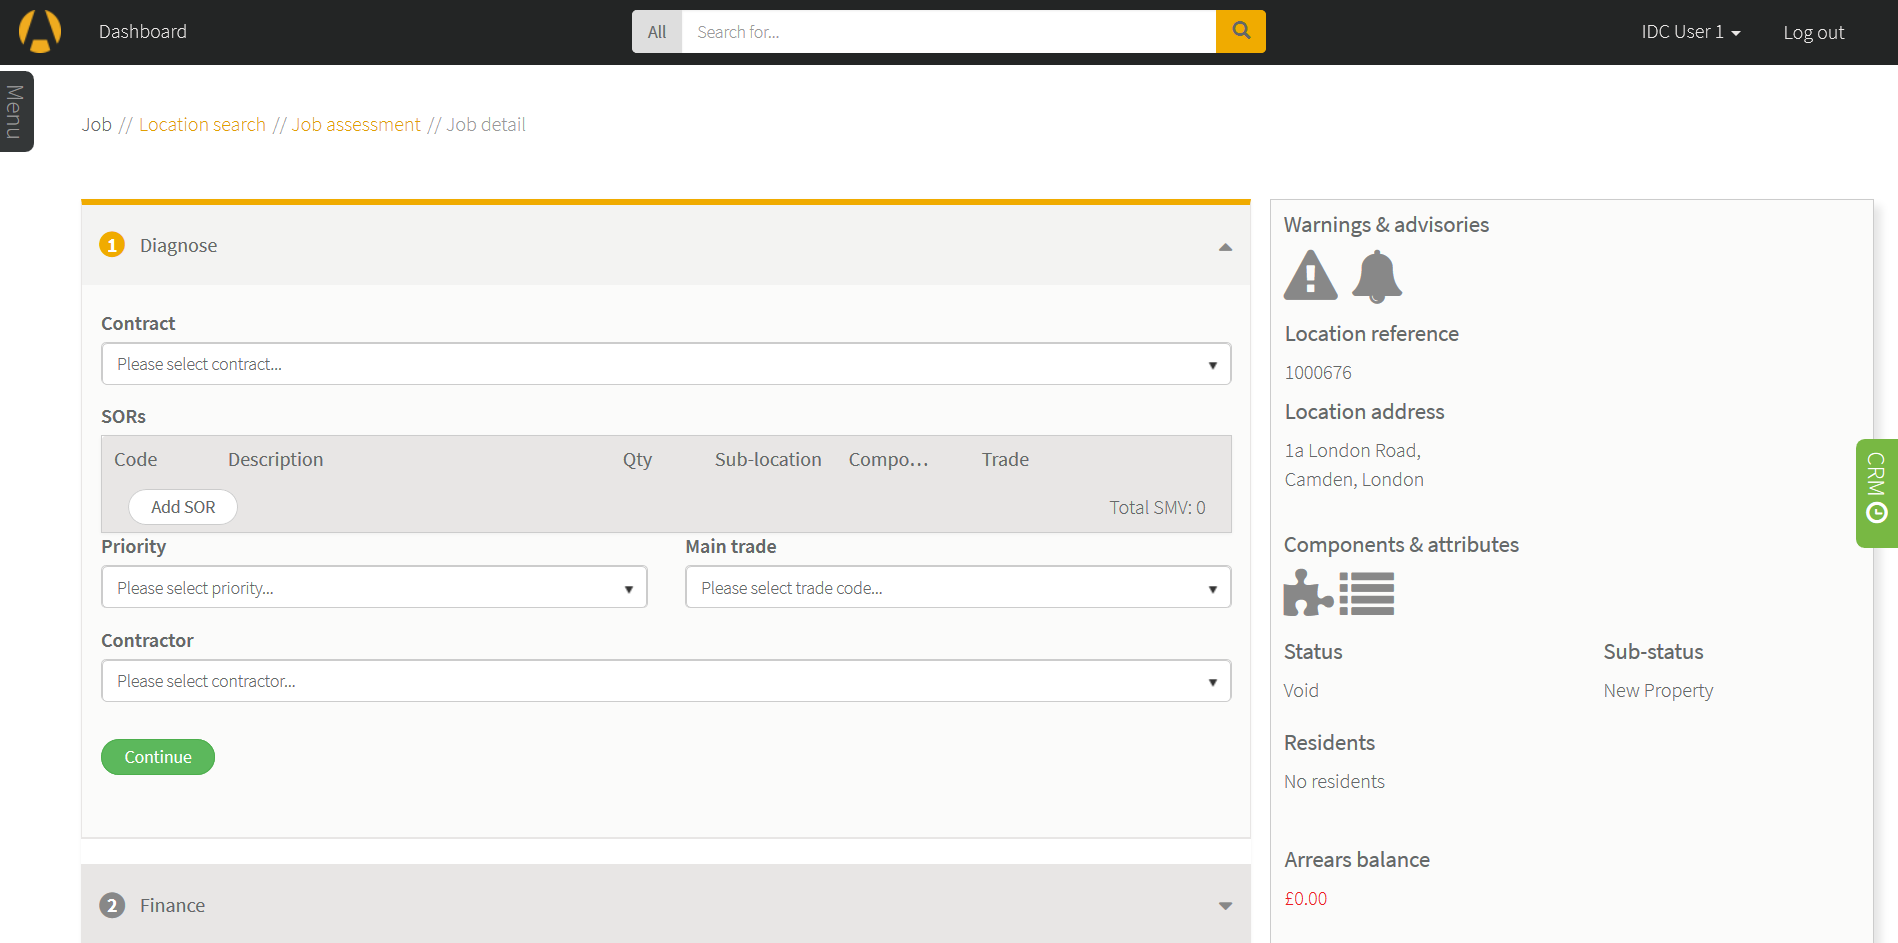 Dashboard
All
Search for...
IDC User 1
Log out
Menu
Job // Location search // Job assessment // Job detail
1 Diagnose
Contract
Please select contract...
SORs
Code Description Qty Sub-location Compo... Trade
Add SOR
Total SMV: 0
Priority
Main trade
Please select priority...
Please select trade code...
Contractor
Please select contractor...
Continue
2 Finance
Warnings & advisories
Location reference
1000676
Location address
1a London Road,
Camden, London
Components & attributes
Status
Sub-status
Void
New Property
Residents
No residents
Arrears balance
£0.00
CRM